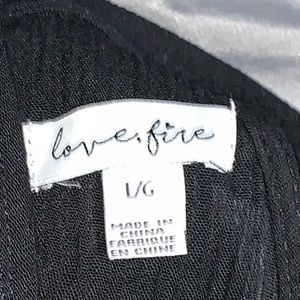 love, fire
L/G
MADE IN
CHINA
FABRIQUE
EN CHINE